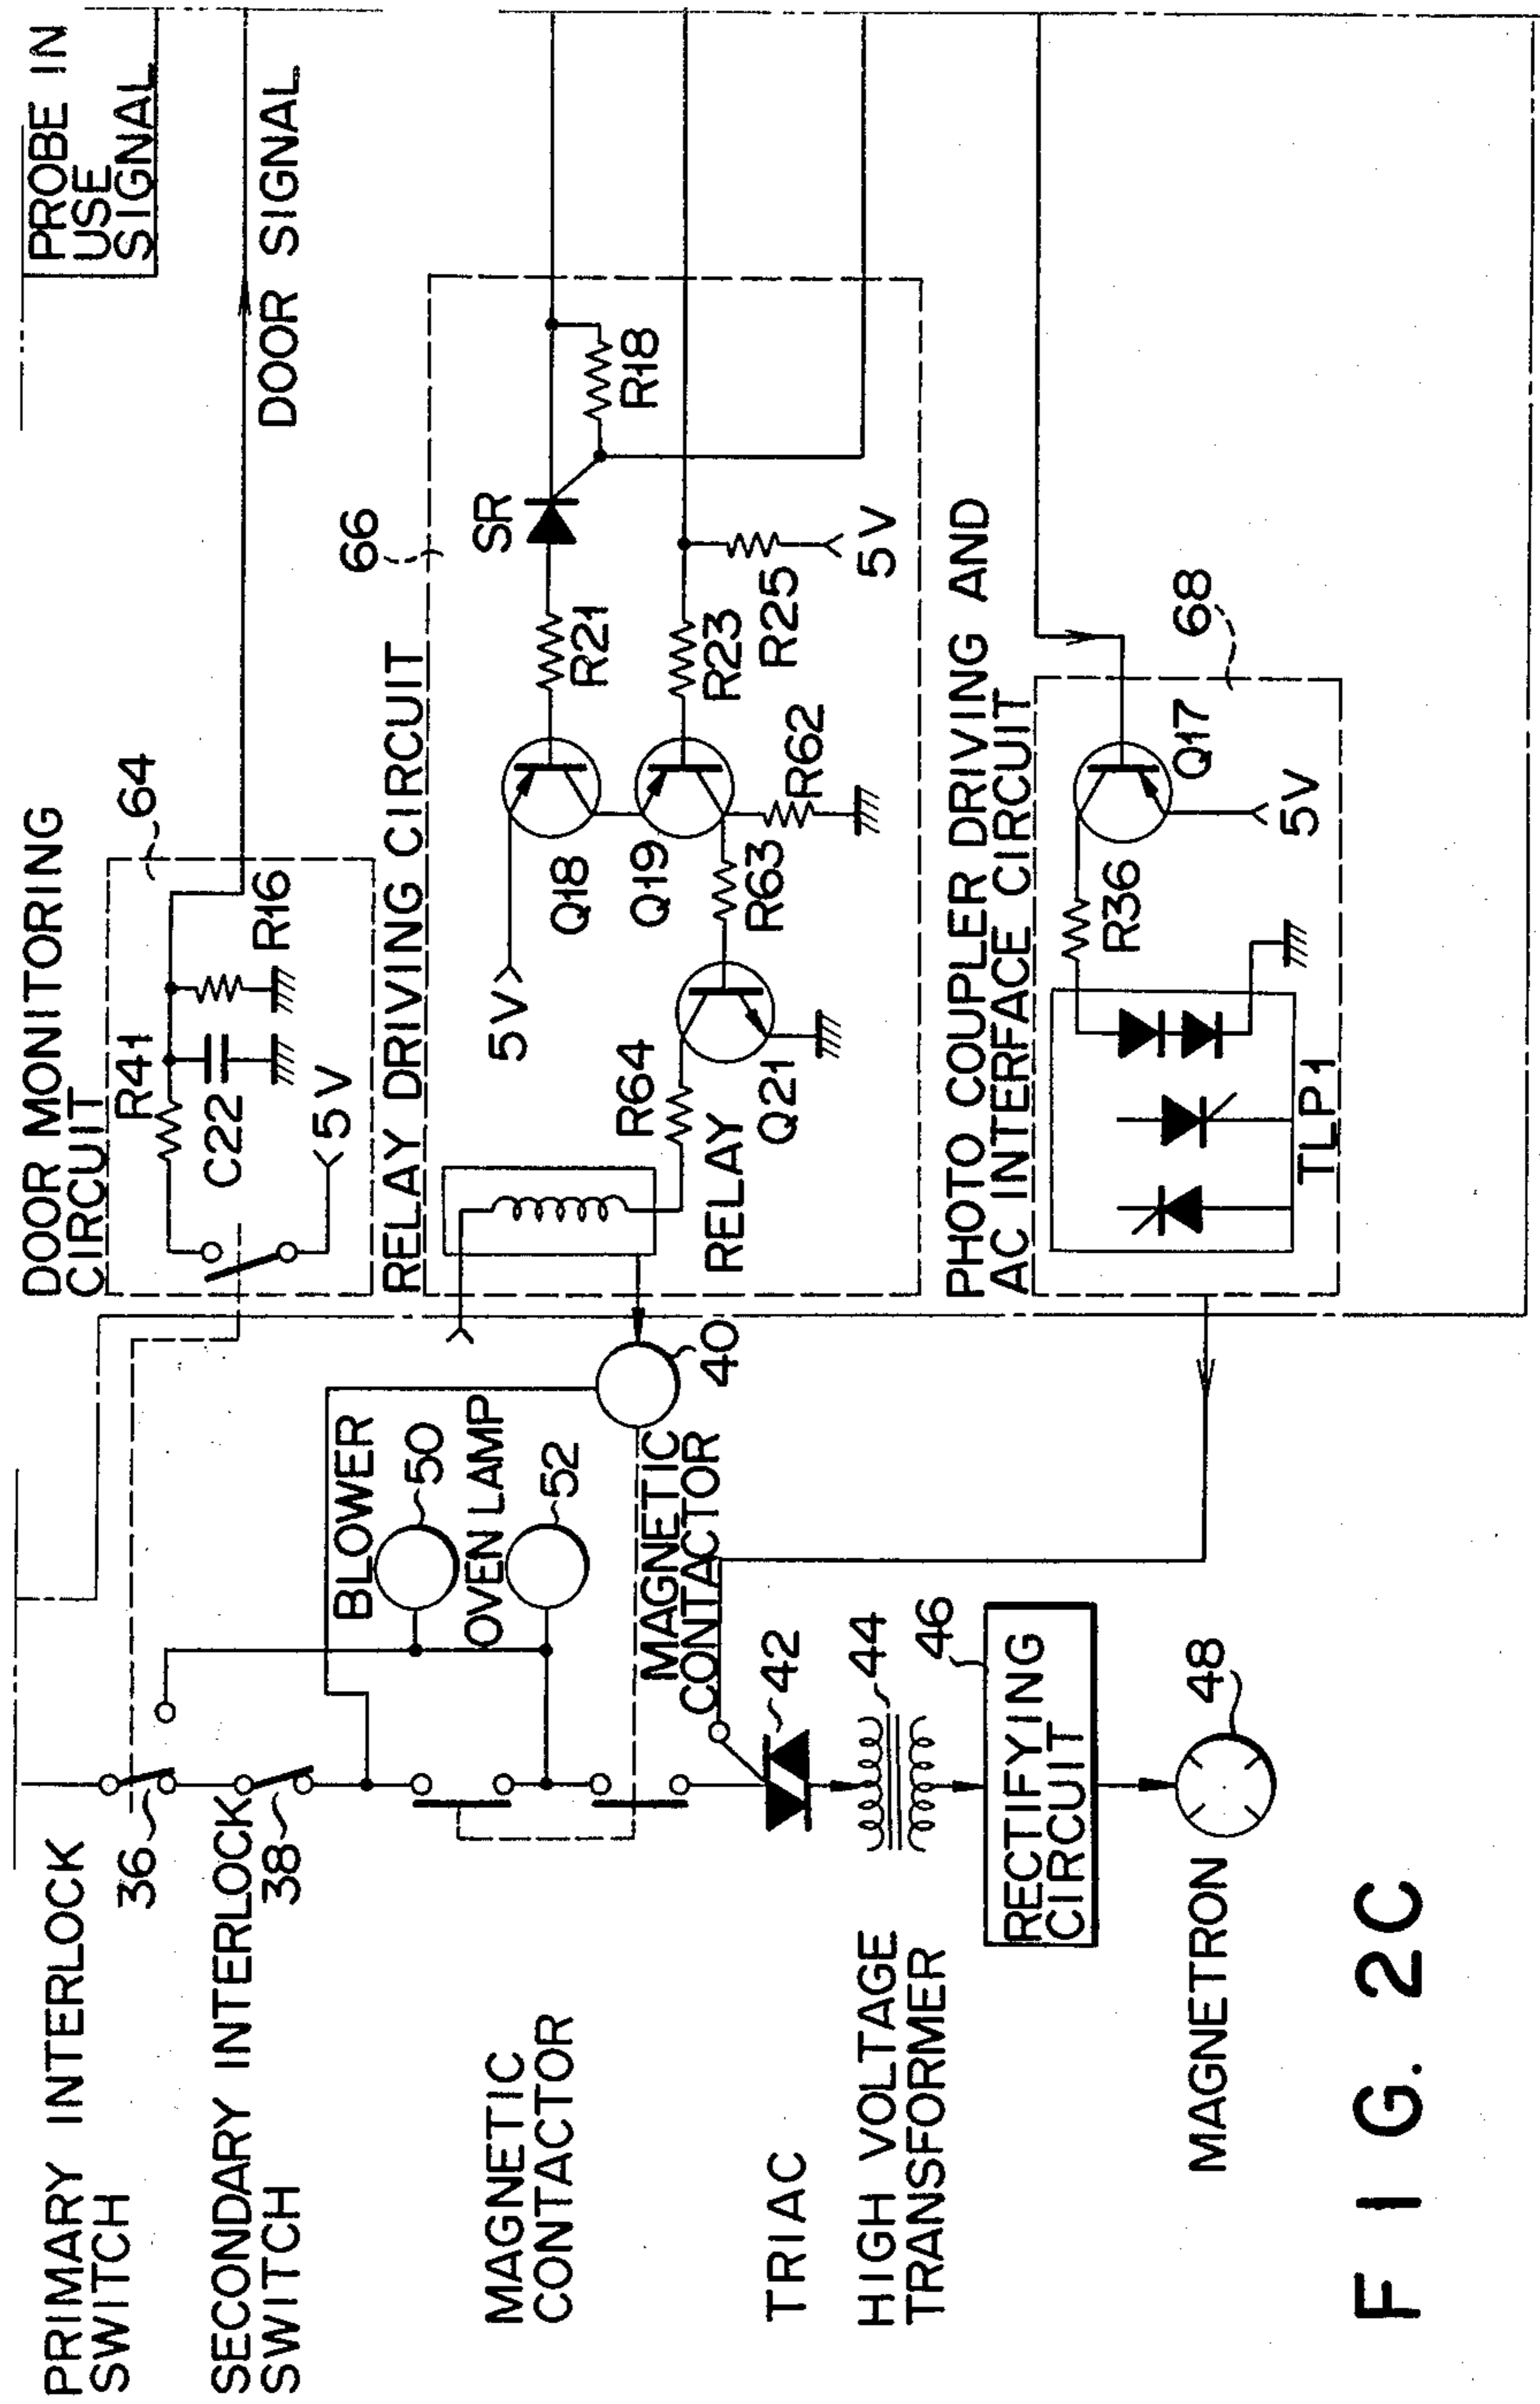 PROBE IN
USE
SIGNAL
DOOR SIGNAL
DOOR MONITORING
CIRCUIT
64
R41
C22
R16
5V
RELAY DRIVING CIRCUIT
66
5V
Q18
R21
SR
R18
Q19
R23
R25
5V
R62
R63
Q21
R64
RELAY
PHOTO COUPLER DRIVING AND
AC INTERFACE CIRCUIT
68
Q17
5V
R36
TLP1
PRIMARY INTERLOCK
SWITCH
36
SECONDARY INTERLOCK
SWITCH
38
BLOWER
50
OVEN LAMP
52
40
MAGNETIC
CONTACTOR
MAGNETIC
CONTACTOR
TRIAC
42
HIGH VOLTAGE
TRANSFORMER
44
46
RECTIFYING
CIRCUIT
MAGNETRON
48
FIG. 2C